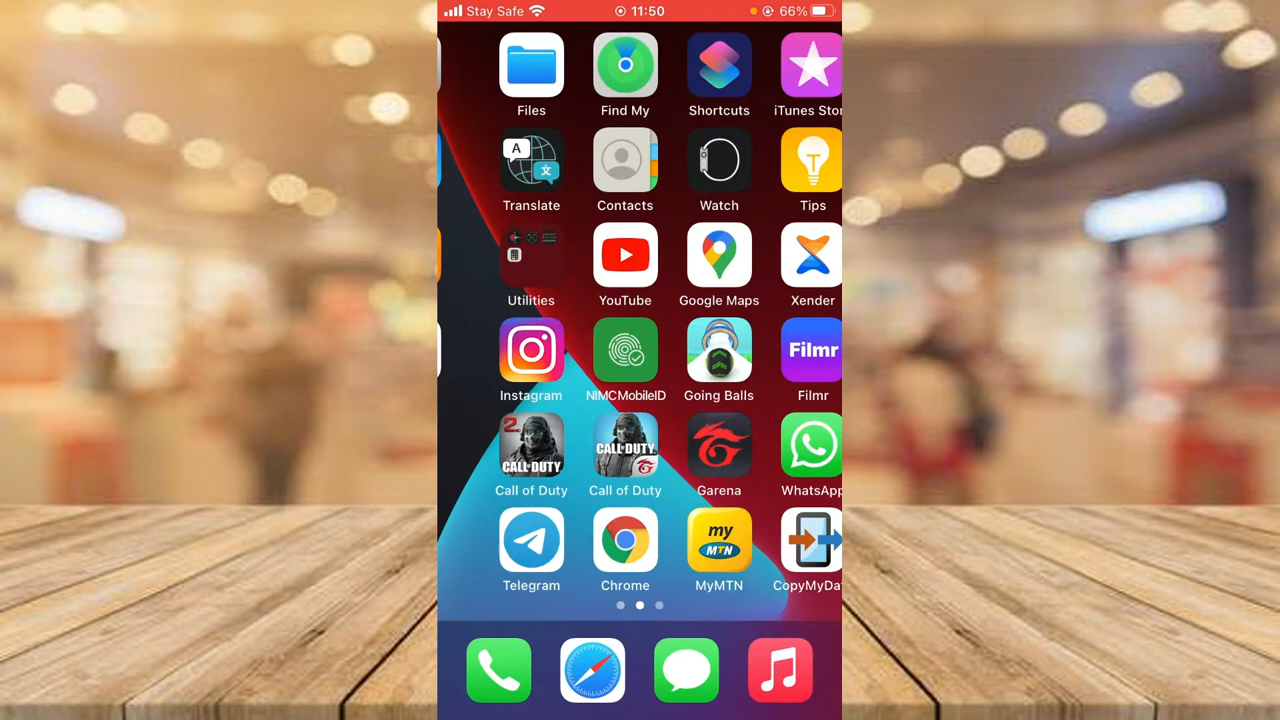 Stay Safe 11:50 66%
Files Find My Shortcuts iTunes Stor
A 文
Translate Contacts Watch Tips
Utilities YouTube Google Maps Xender
Filmr
Instagram NIMCMobileID Going Balls Filmr
2
CALL·DUTY CALL·DUTY
Call of Duty Call of Duty Garena WhatsApp
my
MTN
Telegram Chrome MyMTN CopyMyDat